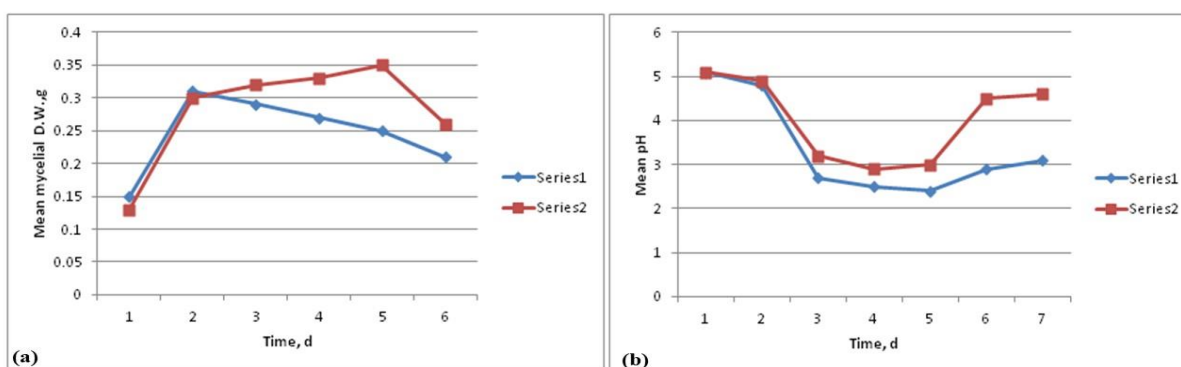 0.4
0.35
0.3
0.25
0.2
0.15
0.1
0.05
0
Mean mycelial D.W.,g
1 2 3 4 5 6
Time, d
Series1
Series2
(a)
6
5
4
3
2
1
0
Mean pH
1 2 3 4 5 6 7
Time, d
Series1
Series2
(b)